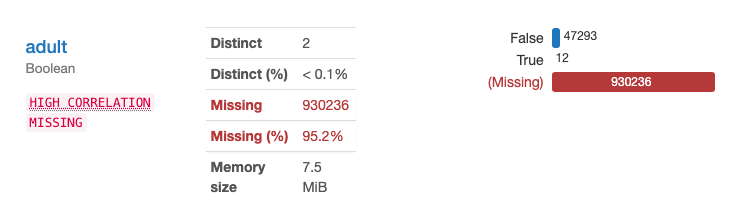 adult
Boolean
HIGH CORRELATION
MISSING
Distinct 2
Distinct (%) < 0.1%
Missing 930236
Missing (%) 95.2%
Memory size 7.5 MiB
False 47293
True 12
(Missing) 930236